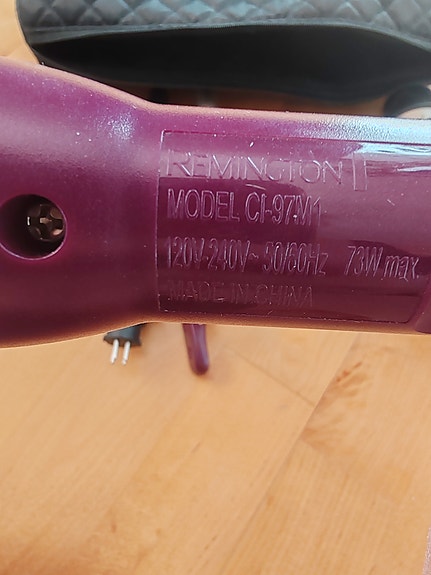 REMINGTON
MODEL CI-97M1
120V-240V~ 50/60Hz 73W max.
MADE IN CHINA